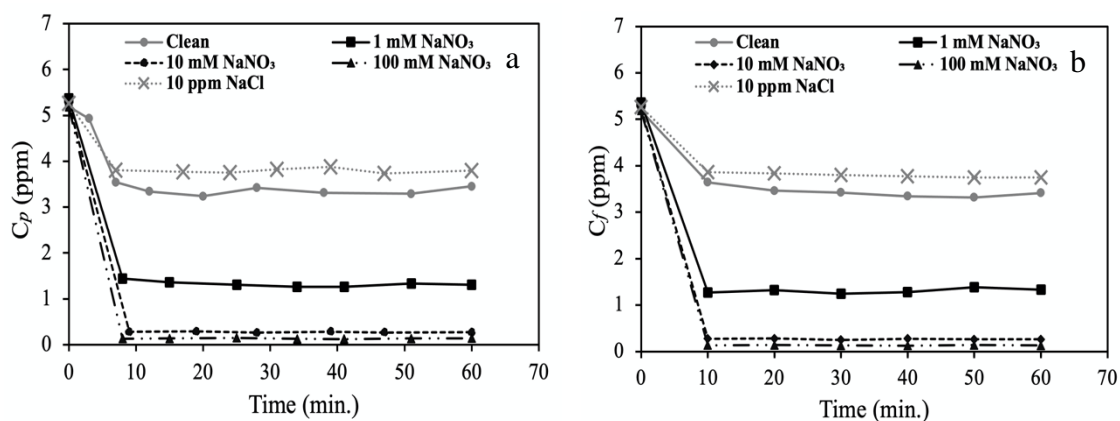 7
6
5
4
3
2
1
0
C_p (ppm)
Clean
1 mM NaNO₃
10 mM NaNO₃
100 mM NaNO₃
10 ppm NaCl
a
0 10 20 30 40 50 60 70
Time (min.)
7
6
5
4
3
2
1
0
C_f (ppm)
Clean
1 mM NaNO₃
10 mM NaNO₃
100 mM NaNO₃
10 ppm NaCl
b
0 10 20 30 40 50 60 70
Time (min.)